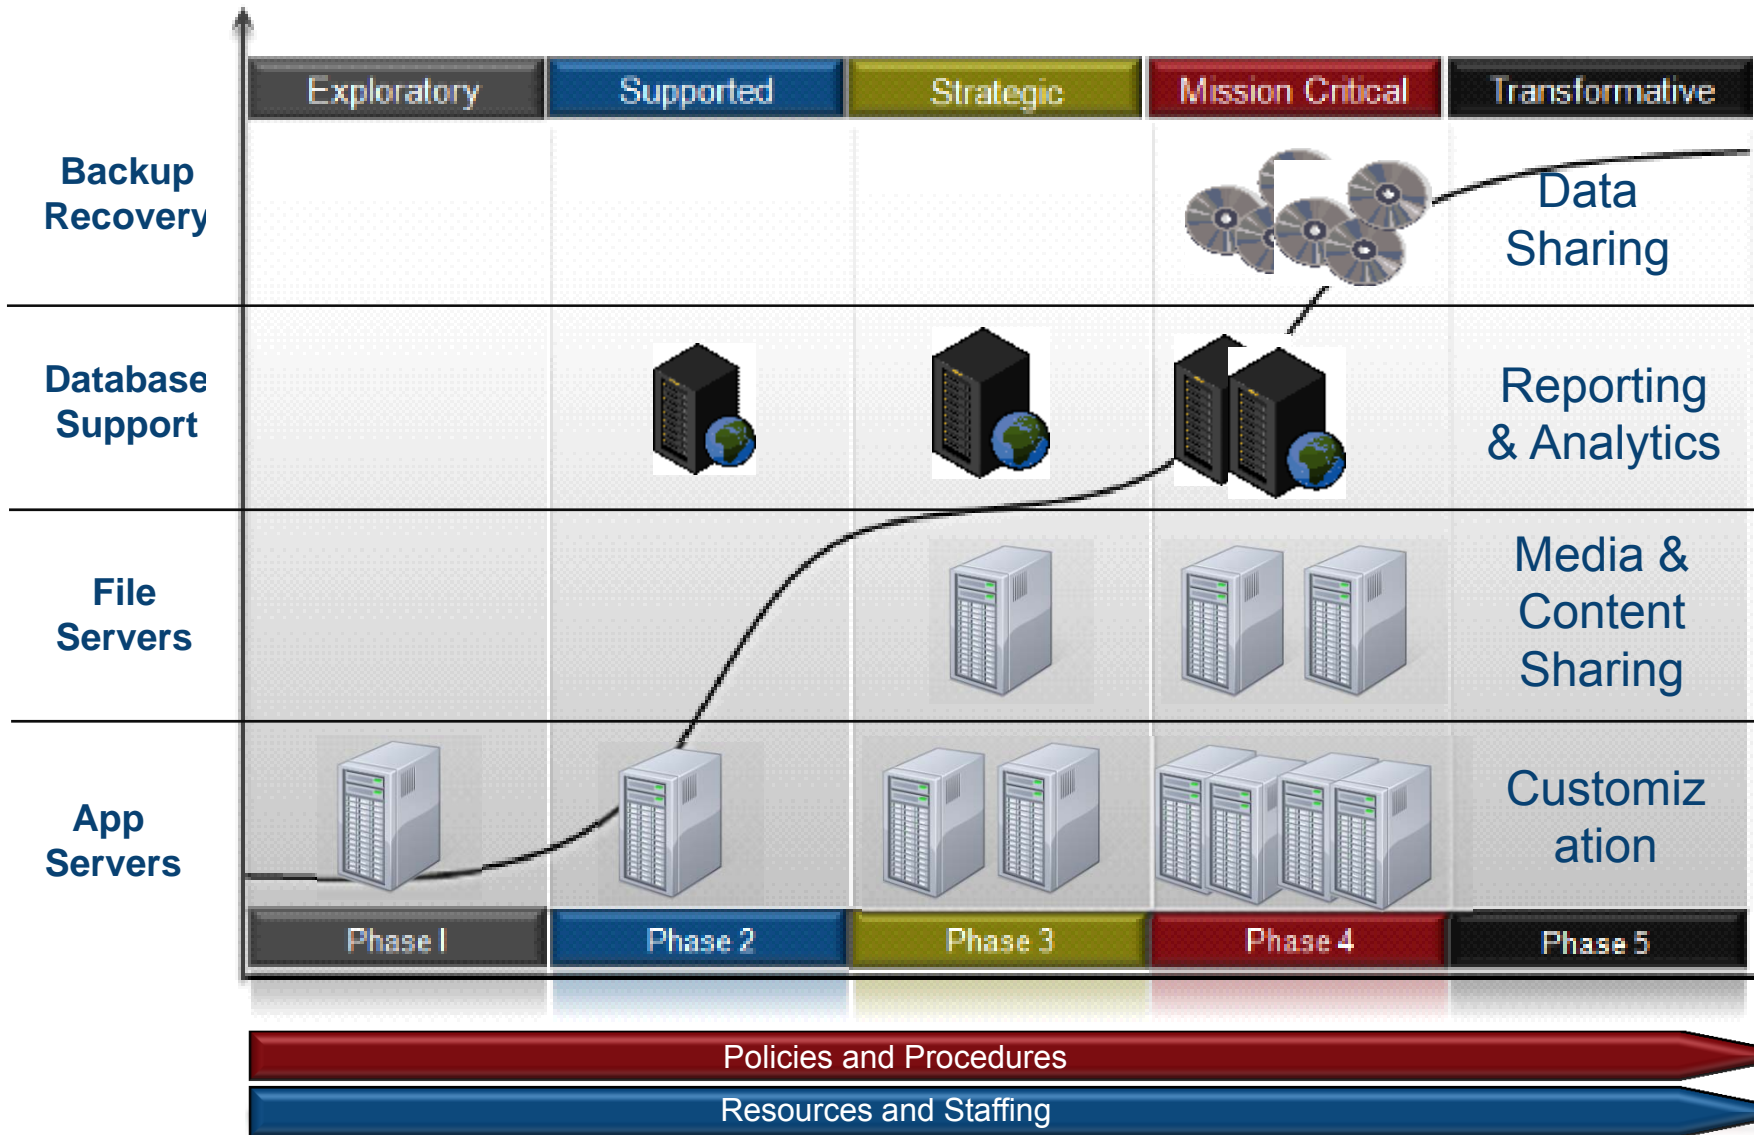 Exploratory
Supported
Strategic
Mission Critical
Transformative
Backup
Recovery
Data
Sharing
Database
Support
Reporting
& Analytics
File
Servers
Media &
Content
Sharing
App
Servers
Customiz
ation
Phase I
Phase 2
Phase 3
Phase 4
Phase 5
Policies and Procedures
Resources and Staffing